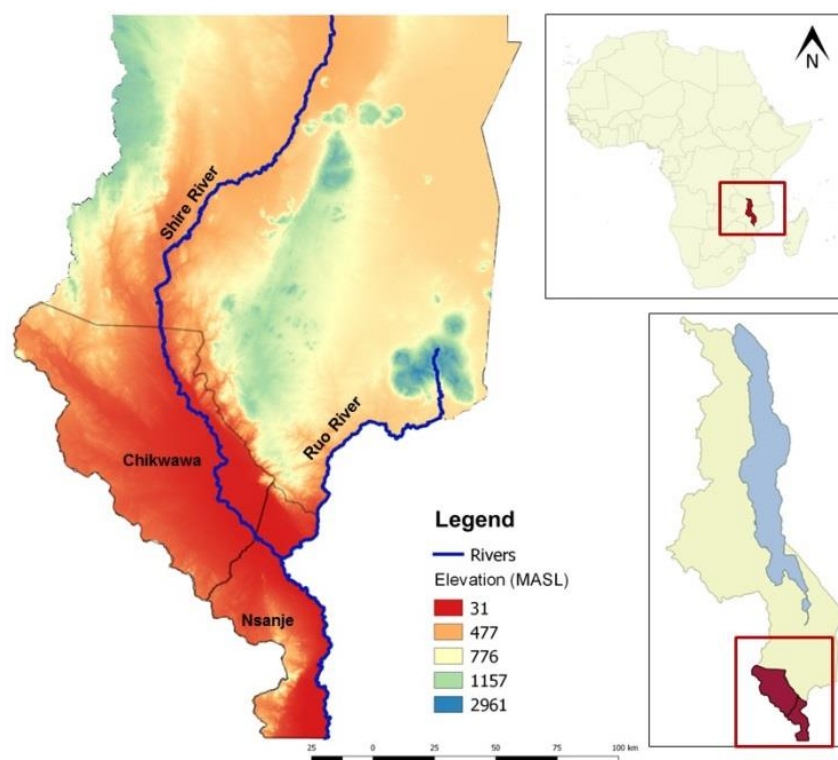 N
Shire River
Ruo River
Chikwawa
Nsanje
Legend
Rivers
Elevation (MASL)
31
477
776
1157
2961
25 0 25 50 75 100 km